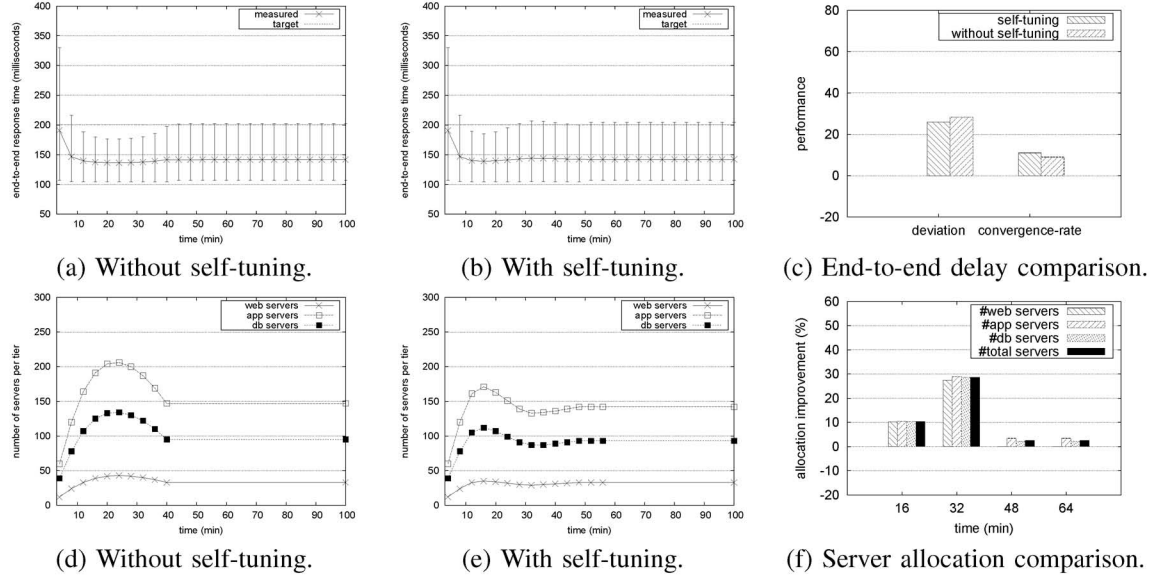 end-to-end response time (milliseconds)
400
350
300
250
200
150
100
50
measured
target
10 20 30 40 50 60 70 80 90 100
time (min)
(a) Without self-tuning.
end-to-end response time (milliseconds)
400
350
300
250
200
150
100
50
measured
target
10 20 30 40 50 60 70 80 90 100
time (min)
(b) With self-tuning.
performance
80
60
40
20
0
-20
self-tuning
without self-tuning
deviation convergence-rate
(c) End-to-end delay comparison.
number of servers per tier
300
250
200
150
100
50
0
web servers
app servers
db servers
10 20 30 40 50 60 70 80 90 100
time (min)
(d) Without self-tuning.
number of servers per tier
300
250
200
150
100
50
0
web servers
app servers
db servers
10 20 30 40 50 60 70 80 90 100
time (min)
(e) With self-tuning.
allocation improvement (%)
60
50
40
30
20
10
0
-10
-20
#web servers
#app servers
#db servers
#total servers
16 32 48 64
time (min)
(f) Server allocation comparison.